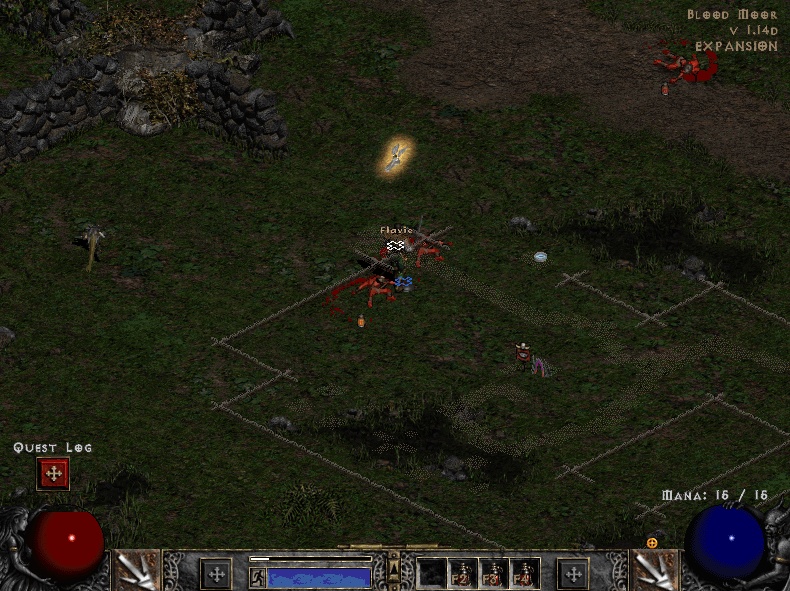 Blood Moor
v 1.14d
EXPANSION
Flavie
Quest Log
Mana: 16 / 16
F2
F3
F4